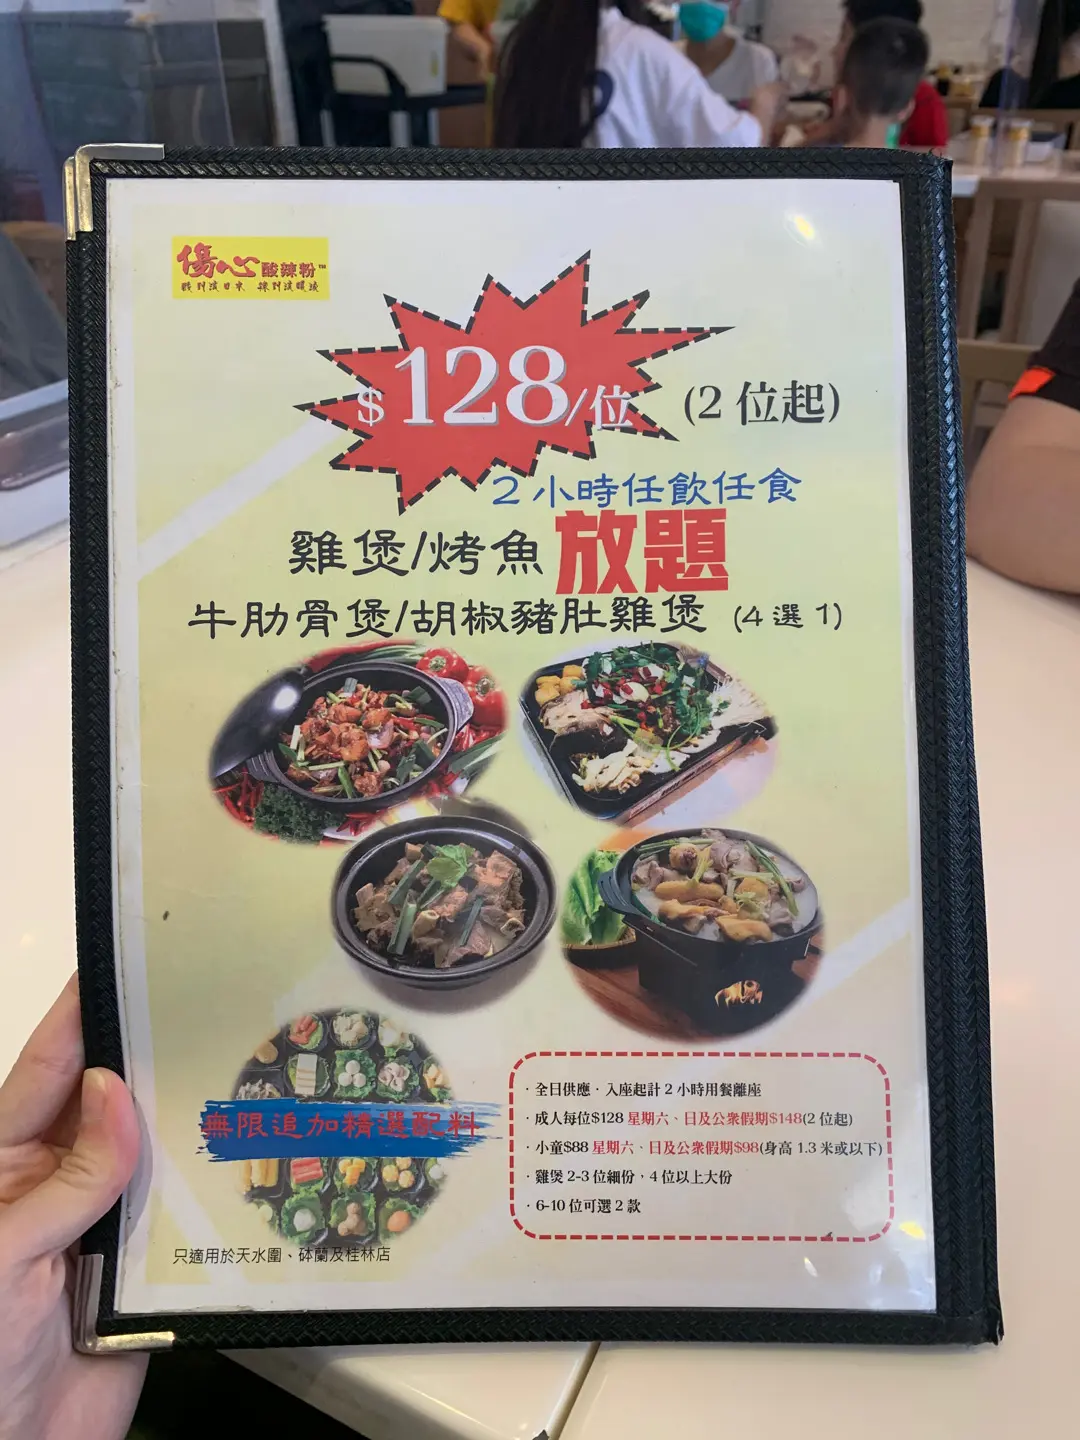 傷心酸辣粉™
$128/位 (2 位起)
2 小時任飲任食
雞煲/烤魚 放題
牛肋骨煲/胡椒豬肚雞煲 (4 選 1)
無限追加精選配料
· 全日供應 · 入座起計 2 小時用餐離座
· 成人每位$128 星期六、日及公眾假期$148(2 位起)
· 小童$88 星期六、日及公眾假期$98(身高 1.3 米或以下)
· 雞煲 2-3 位細份，4 位以上大份
· 6-10 位可選 2 款
只適用於天水圍、砵蘭及桂林店